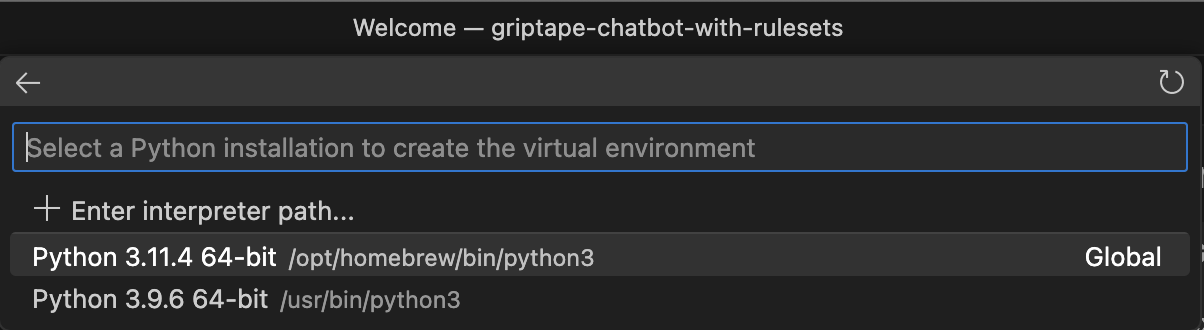 Welcome — griptape-chatbot-with-rulesets
Select a Python installation to create the virtual environment
Enter interpreter path...
Python 3.11.4 64-bit /opt/homebrew/bin/python3 Global
Python 3.9.6 64-bit /usr/bin/python3